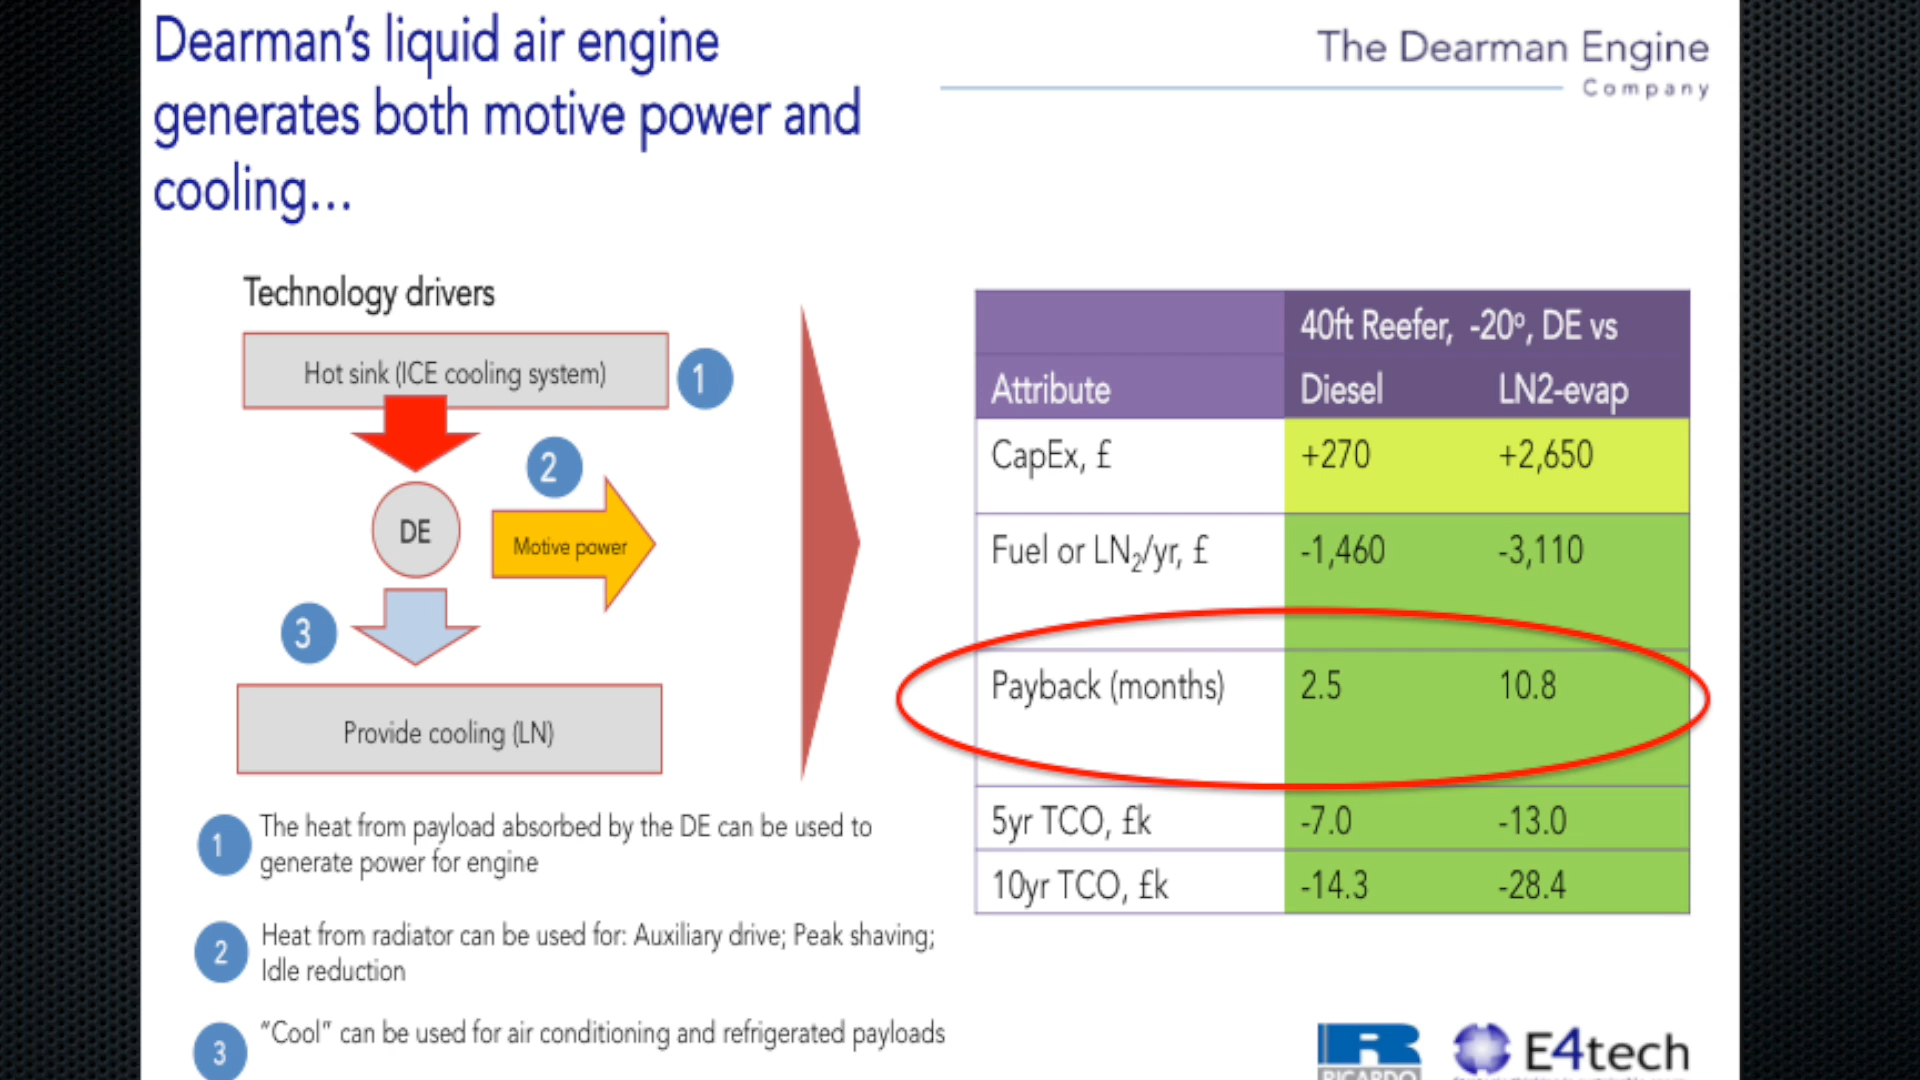 Dearman's liquid air engine
generates both motive power and
cooling...
The Dearman Engine
Company
Technology drivers
Hot sink (ICE cooling system)
1
2
DE
Motive power
3
Provide cooling (LN)
1 The heat from payload absorbed by the DE can be used to
generate power for engine
2 Heat from radiator can be used for: Auxiliary drive; Peak shaving;
Idle reduction
3 "Cool" can be used for air conditioning and refrigerated payloads
40ft Reefer, -20º, DE vs
Attribute Diesel LN2-evap
CapEx, £ +270 +2,650
Fuel or LN₂/yr, £ -1,460 -3,110
Payback (months) 2.5 10.8
5yr TCO, £k -7.0 -13.0
10yr TCO, £k -14.3 -28.4
RICARDO
E4tech